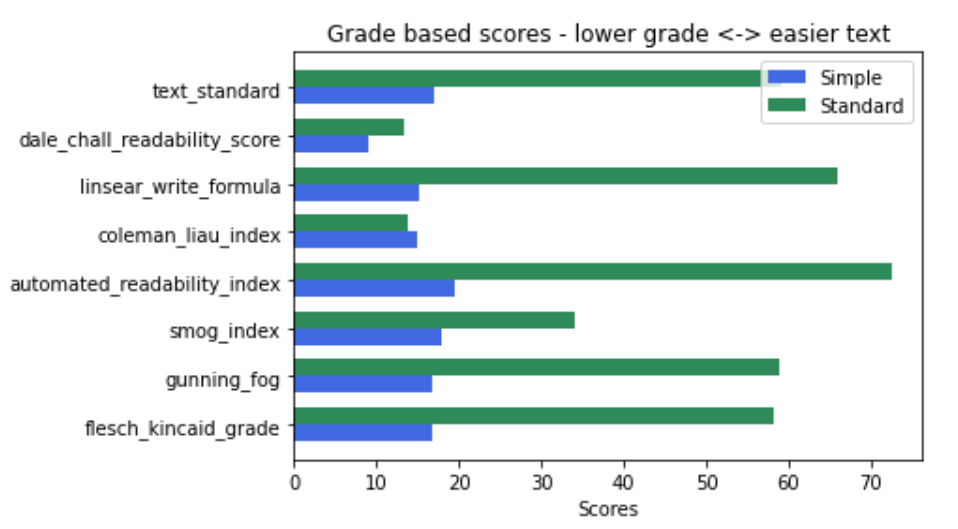 Grade based scores - lower grade <-> easier text
text_standard
dale_chall_readability_score
linsear_write_formula
coleman_liau_index
automated_readability_index
smog_index
gunning_fog
flesch_kincaid_grade
Simple
Standard
0 10 20 30 40 50 60 70
Scores